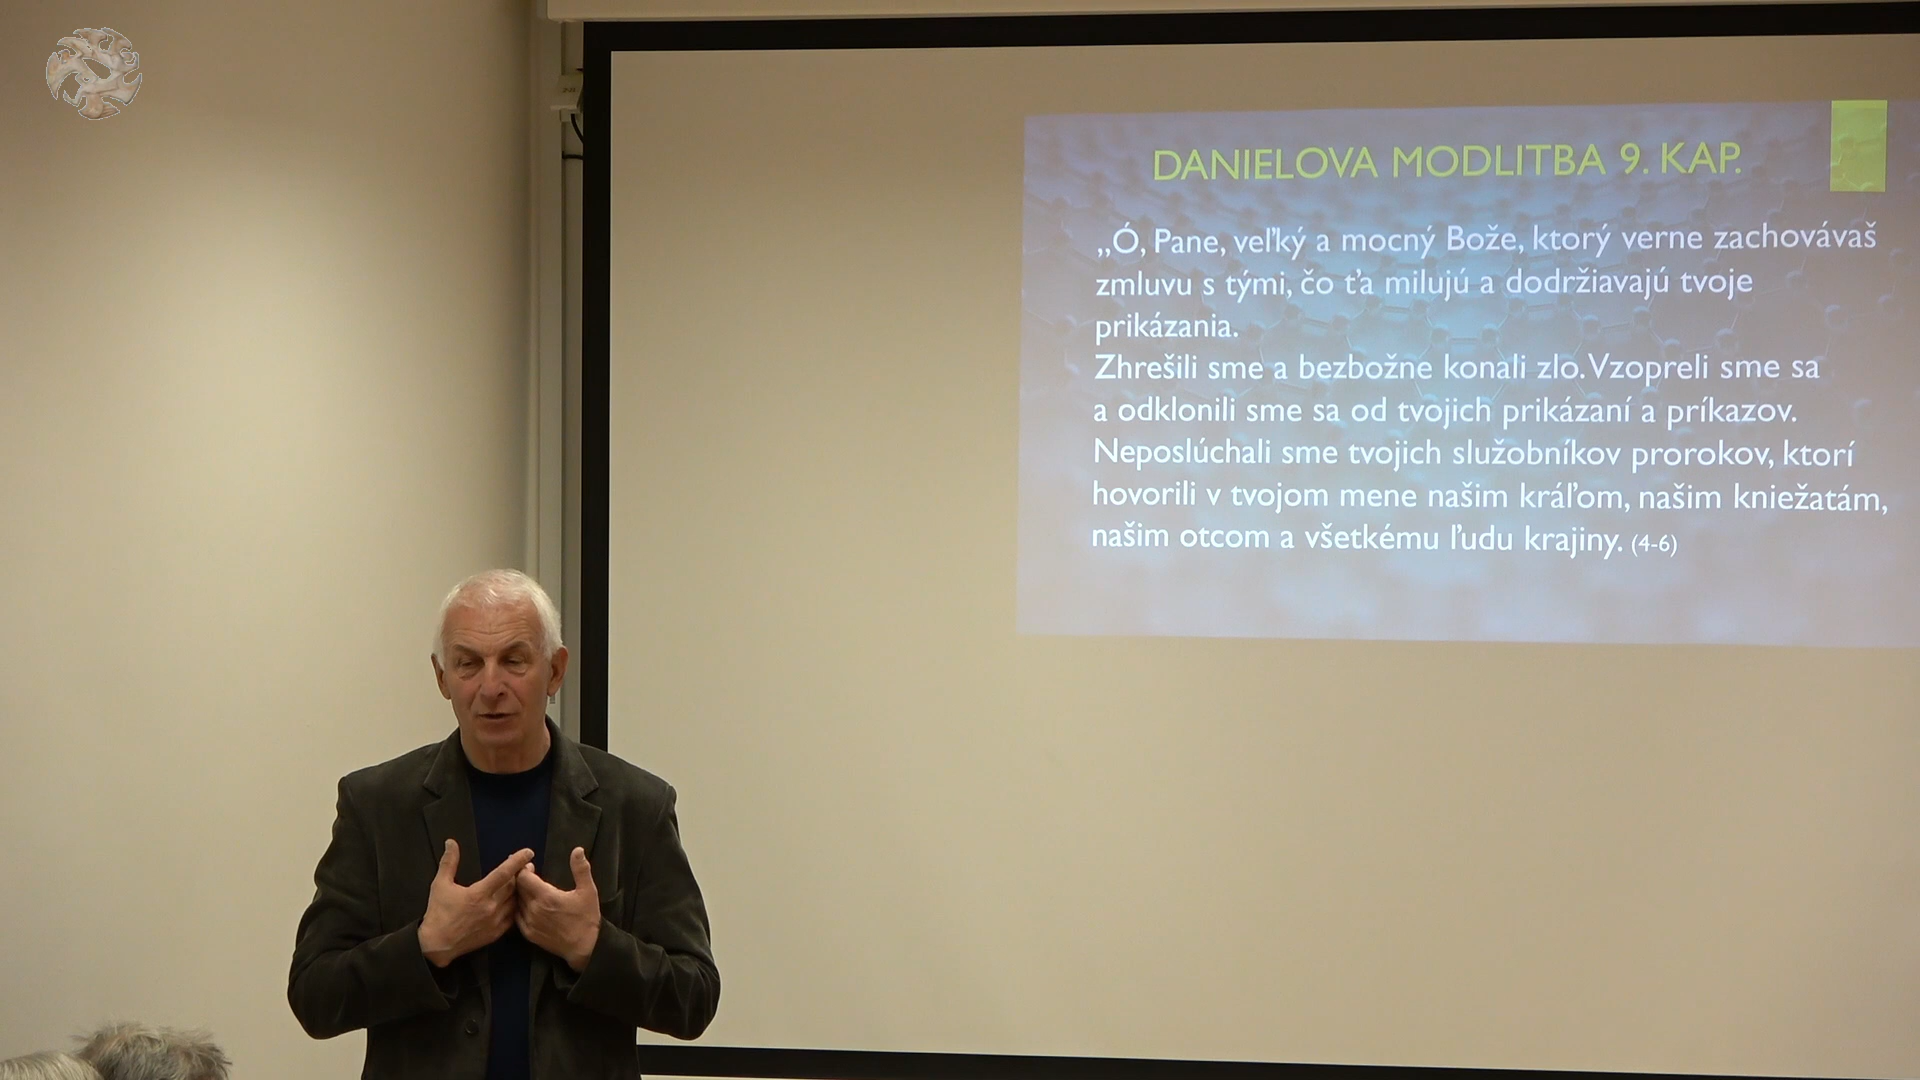 DANIELOVA MODLITBA 9. KAP.
„Ó, Pane, veľký a mocný Bože, ktorý verne zachovávaš
zmluvu s tými, čo ťa milujú a dodržiavajú tvoje
prikázania.
Zhrešili sme a bezbožne konali zlo. Vzopreli sme sa
a odklonili sme sa od tvojich prikázaní a príkazov.
Neposlúchali sme tvojich služobníkov prorokov, ktorí
hovorili v tvojom mene našim kráľom, našim kniežatám,
našim otcom a všetkému ľudu krajiny. (4-6)